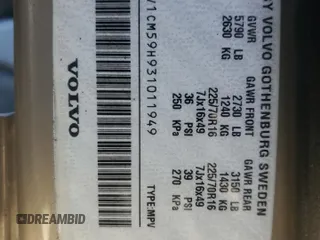 Y VOLVO GOTHENBURG SWEDEN
GVWR GAWR FRONT GAWR REAR
5790 LB 2730 LB 3150 LB
2630 KG 1240 KG 1430 KG
225/70R16 225/70R16
7Jx16x49 7Jx16x49
36 PSI 39 PSI
250 KPa 270 KPa
1CM59H931011949 TYPE:MPV
VOLVO
DREAMBID